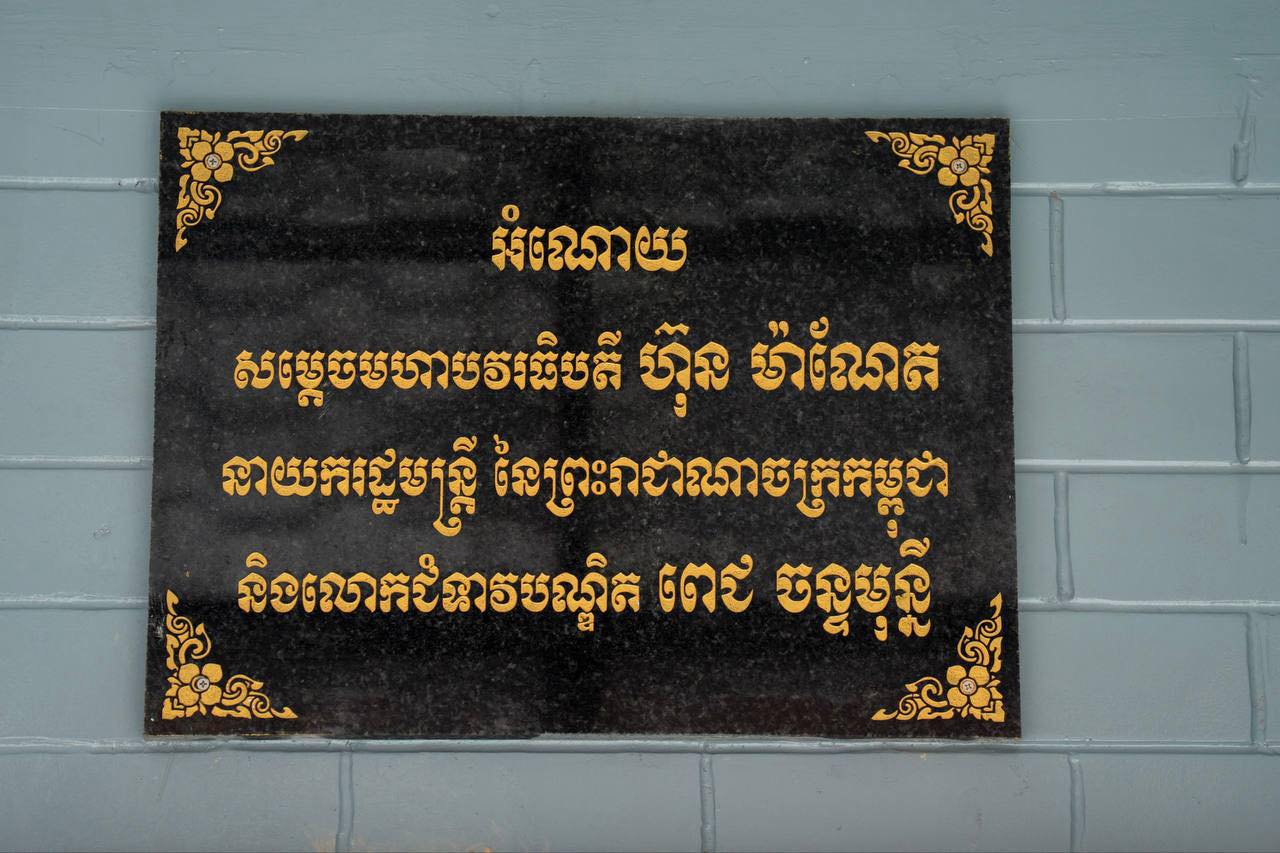 អំណោយ
សម្តេចមហាបវរធិបតី ហ៊ុន ម៉ាណែត
នាយករដ្ឋមន្ត្រី នៃព្រះរាជាណាចក្រកម្ពុជា
និងលោកជំទាវបណ្ឌិត ពេជ ចន្ទមុន្នី